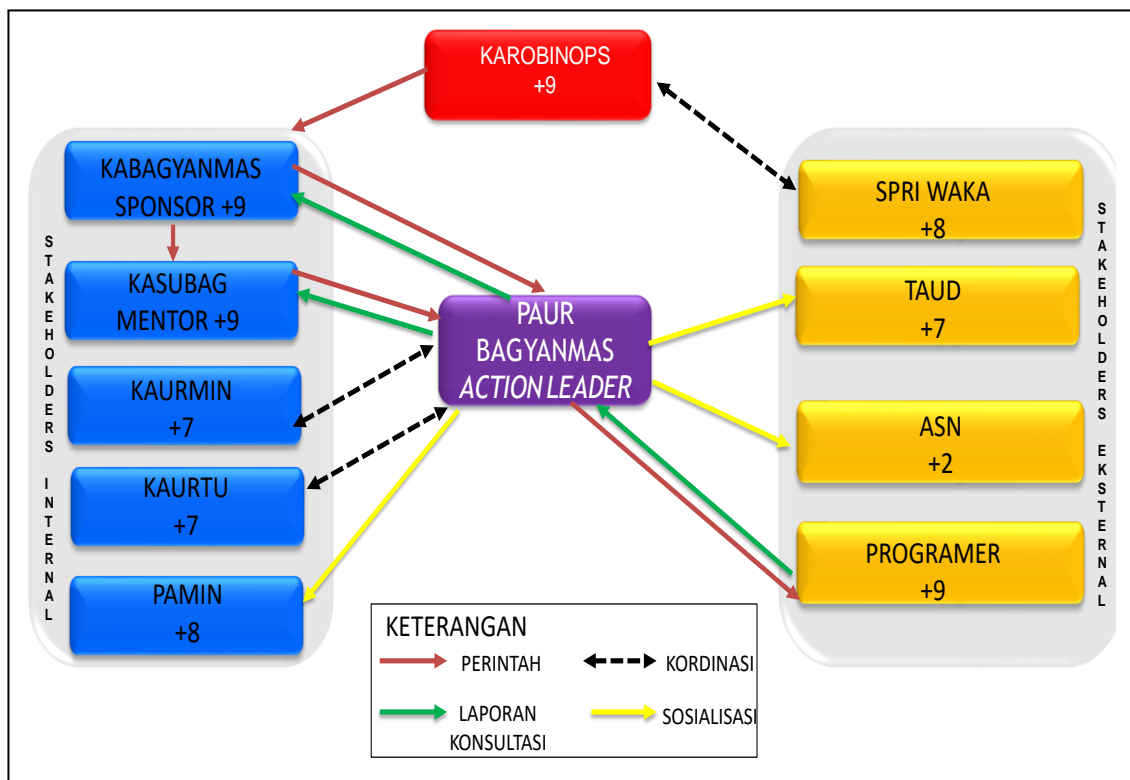 KAROBINOPS
+9
STAKEHOLDERS INTERNAL
KABAGYANMAS
SPONSOR +9
KASUBAG
MENTOR +9
KAURMIN
+7
KAURTU
+7
PAMIN
+8
PAUR
BAGYANMAS
ACTION LEADER
SPRI WAKA
+8
TAUD
+7
ASN
+2
PROGRAMER
+9
STAKEHOLDERS EKSTERNAL
KETERANGAN
PERINTAH
KORDINASI
LAPORAN
KONSULTASI
SOSIALISASI